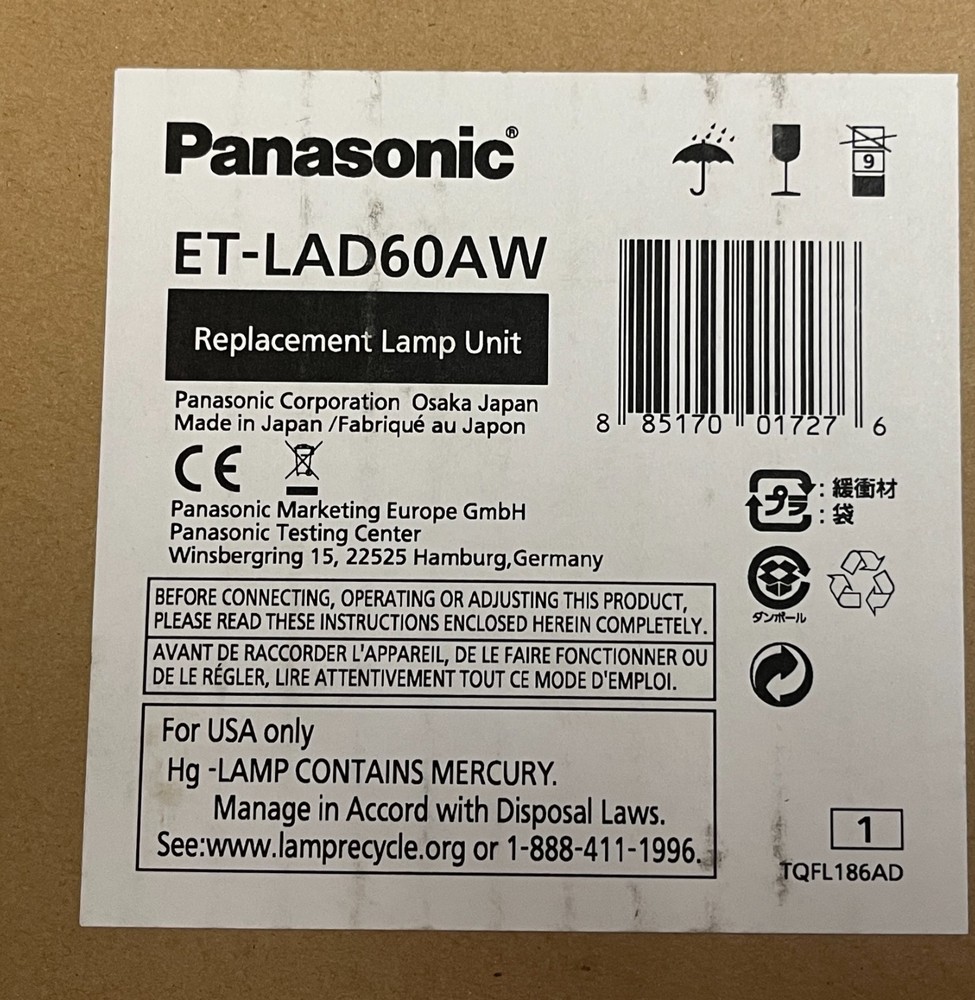 Panasonic®
9
ET-LAD60AW
Replacement Lamp Unit
Panasonic Corporation Osaka Japan
Made in Japan /Fabriqué au Japon
8 85170 01727 6
CE
Panasonic Marketing Europe GmbH
Panasonic Testing Center
Winsbergring 15, 22525 Hamburg,Germany
プラ : 緩衝材
: 袋
ダンボール
BEFORE CONNECTING, OPERATING OR ADJUSTING THIS PRODUCT,
PLEASE READ THESE INSTRUCTIONS ENCLOSED HEREIN COMPLETELY.
AVANT DE RACCORDER L'APPAREIL, DE LE FAIRE FONCTIONNER OU
DE LE RÉGLER, LIRE ATTENTIVEMENT TOUT CE MODE D'EMPLOI.
For USA only
Hg -LAMP CONTAINS MERCURY.
Manage in Accord with Disposal Laws.
See:www.lamprecycle.org or 1-888-411-1996.
1
TQFL186AD